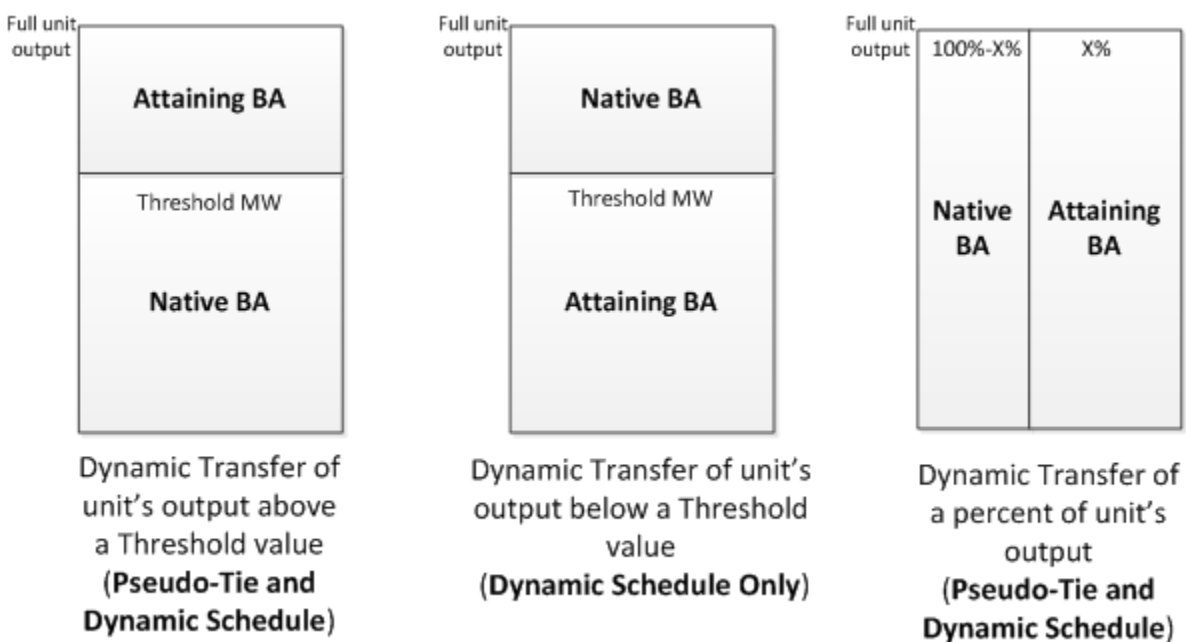 Full unit
output
Attaining BA
Threshold MW
Native BA
Dynamic Transfer of
unit's output above
a Threshold value
(Pseudo-Tie and
Dynamic Schedule)
Full unit
output
Native BA
Threshold MW
Attaining BA
Dynamic Transfer of unit's
output below a Threshold
value
(Dynamic Schedule Only)
Full unit
output
100%-X%
X%
Native
BA
Attaining
BA
Dynamic Transfer of
a percent of unit's
output
(Pseudo-Tie and
Dynamic Schedule)